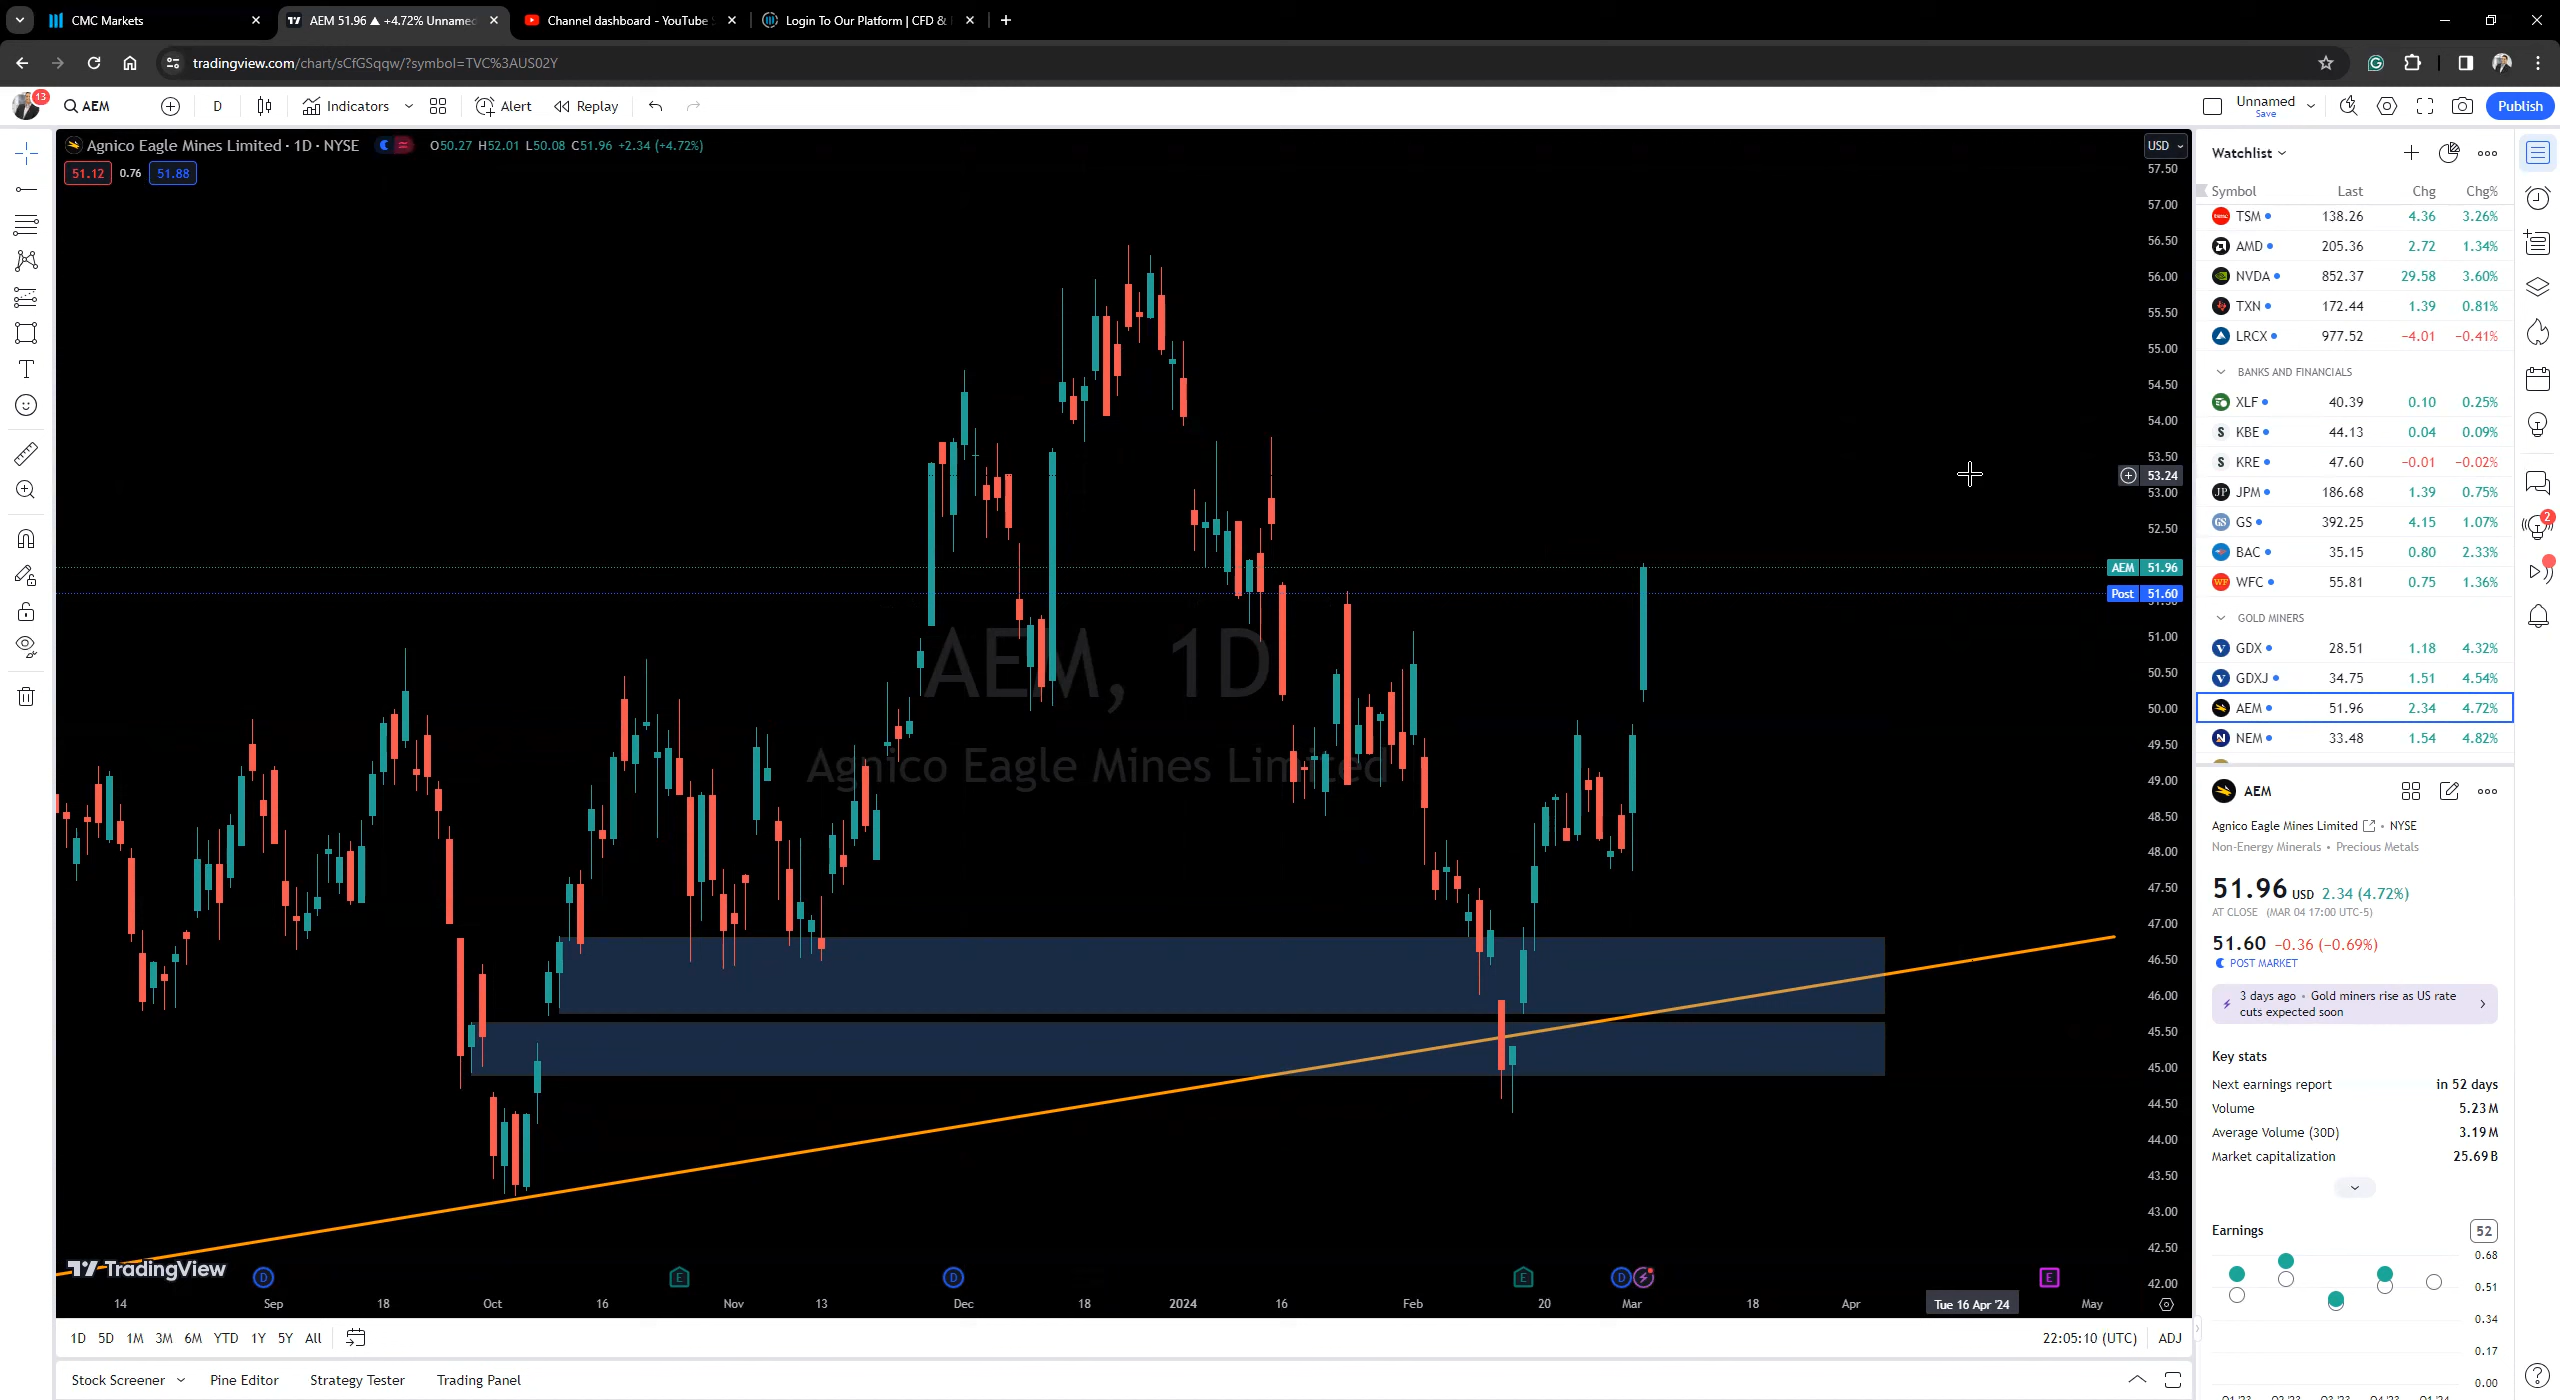 CMC Markets
AEM 51.96 ▲ +4.72% Unnamed
Channel dashboard - YouTube
Login To Our Platform | CFD &
tradingview.com/chart/sCfGSqqw/?symbol=TVC%3AUS02Y
13
AEM
D
Indicators
Alert
Replay
Unnamed
Save
Publish
Agnico Eagle Mines Limited · 1D · NYSE
O50.27 H52.01 L50.08 C51.96 +2.34 (+4.72%)
51.12 0.76 51.88
USD
57.50
57.00
56.50
56.00
55.50
55.00
54.50
54.00
53.50
53.24
53.00
52.50
AEM 51.96
Post 51.60
51.00
50.50
50.00
49.50
49.00
48.50
48.00
47.50
47.00
46.50
46.00
45.50
45.00
44.50
44.00
43.50
43.00
42.50
42.00
AEM, 1D
Agnico Eagle Mines Limited
TradingView
D E D E D E
14 Sep 18 Oct 16 Nov 13 Dec 18 2024 16 Feb 20 Mar 18 Apr Tue 16 Apr '24 May
1D 5D 1M 3M 6M YTD 1Y 5Y All
22:05:10 (UTC) ADJ
Stock Screener Pine Editor Strategy Tester Trading Panel
Watchlist
Symbol Last Chg Chg%
TSM 138.26 4.36 3.26%
AMD 205.36 2.72 1.34%
NVDA 852.37 29.58 3.60%
TXN 172.44 1.39 0.81%
LRCX 977.52 −4.01 −0.41%
BANKS AND FINANCIALS
XLF 40.39 0.10 0.25%
S KBE 44.13 0.04 0.09%
S KRE 47.60 −0.01 −0.02%
JP JPM 186.68 1.39 0.75%
GS GS 392.25 4.15 1.07%
BAC 35.15 0.80 2.33%
WF WFC 55.81 0.75 1.36%
GOLD MINERS
V GDX 28.51 1.18 4.32%
V GDXJ 34.75 1.51 4.54%
AEM 51.96 2.34 4.72%
N NEM 33.48 1.54 4.82%
2
AEM
Agnico Eagle Mines Limited • NYSE
Non-Energy Minerals • Precious Metals
51.96 USD 2.34 (4.72%)
AT CLOSE (MAR 04 17:00 UTC-5)
51.60 −0.36 (−0.69%)
POST MARKET
3 days ago • Gold miners rise as US rate
cuts expected soon
Key stats
Next earnings report in 52 days
Volume 5.23M
Average Volume (30D) 3.19M
Market capitalization 25.69B
Earnings 52
0.68
0.51
0.34
0.17
0.00